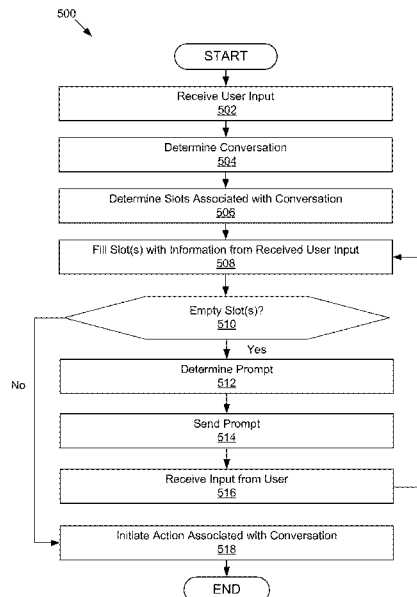 500
START
Receive User Input
502
Determine Conversation
504
Determine Slots Associated with Conversation
506
Fill Slot(s) with Information from Received User Input
508
Empty Slot(s)?
510
Yes
No
Determine Prompt
512
Send Prompt
514
Receive Input from User
516
Initiate Action Associated with Conversation
518
END